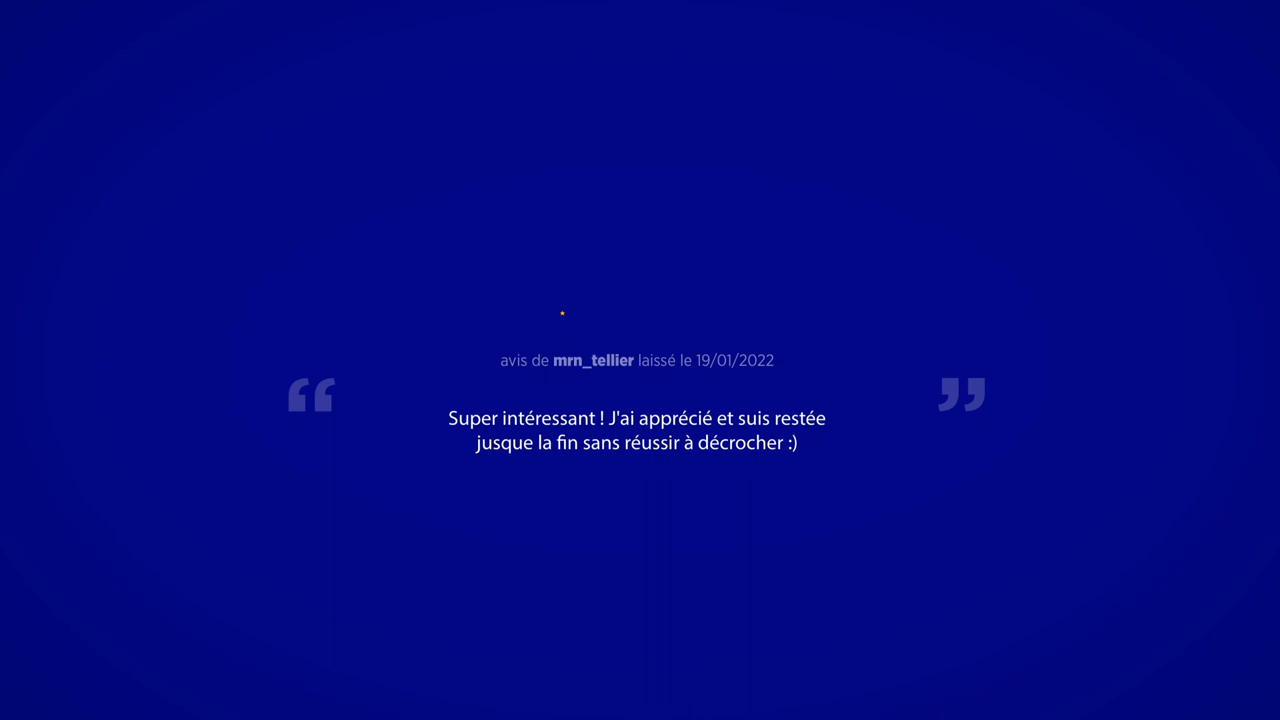 avis de mrn_tellier laissé le 19/01/2022
“ ”
Super intéressant ! J'ai apprécié et suis restée
jusque la fin sans réussir à décrocher :)